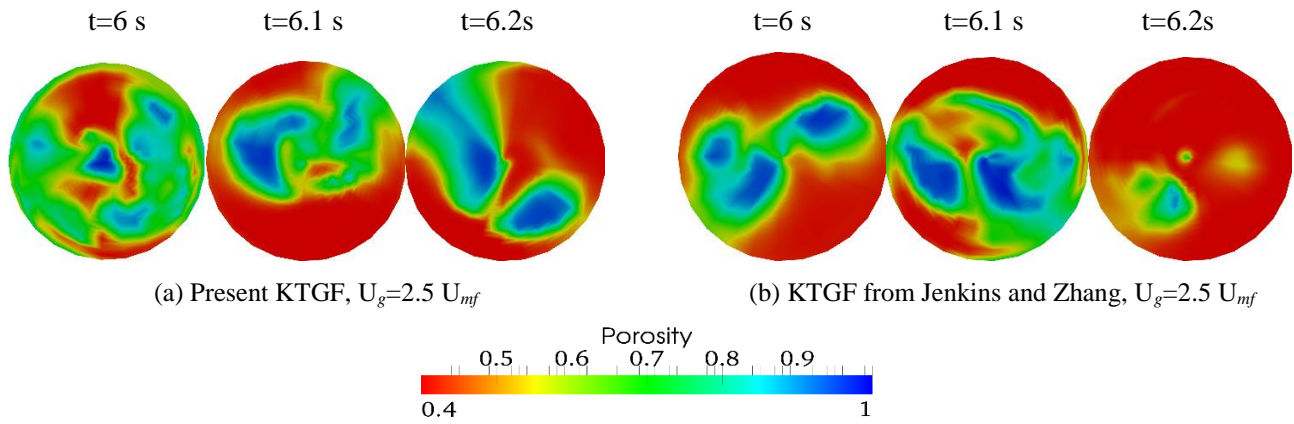 t=6 s t=6.1 s t=6.2s t=6 s t=6.1 s t=6.2s
(a) Present KTGF, Ug=2.5 Umf (b) KTGF from Jenkins and Zhang, Ug=2.5 Umf
Porosity
0.5 0.6 0.7 0.8 0.9
0.4 1